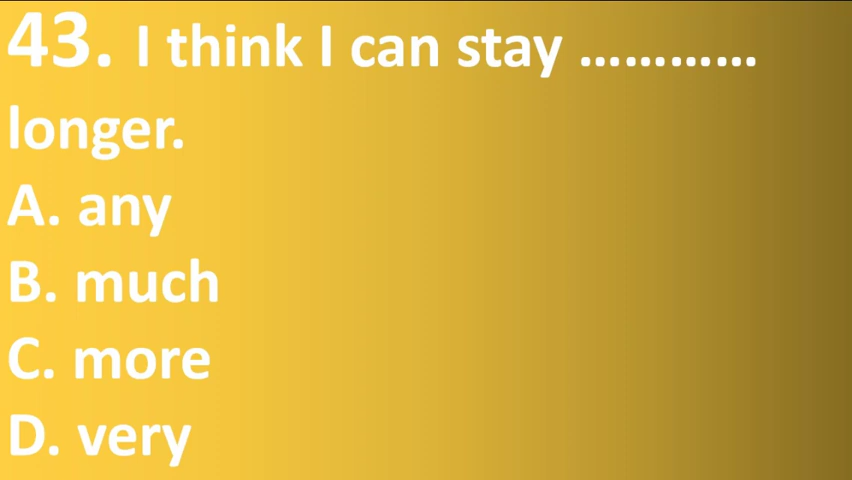 43. I think I can stay .............
longer.
A. any
B. much
C. more
D. very